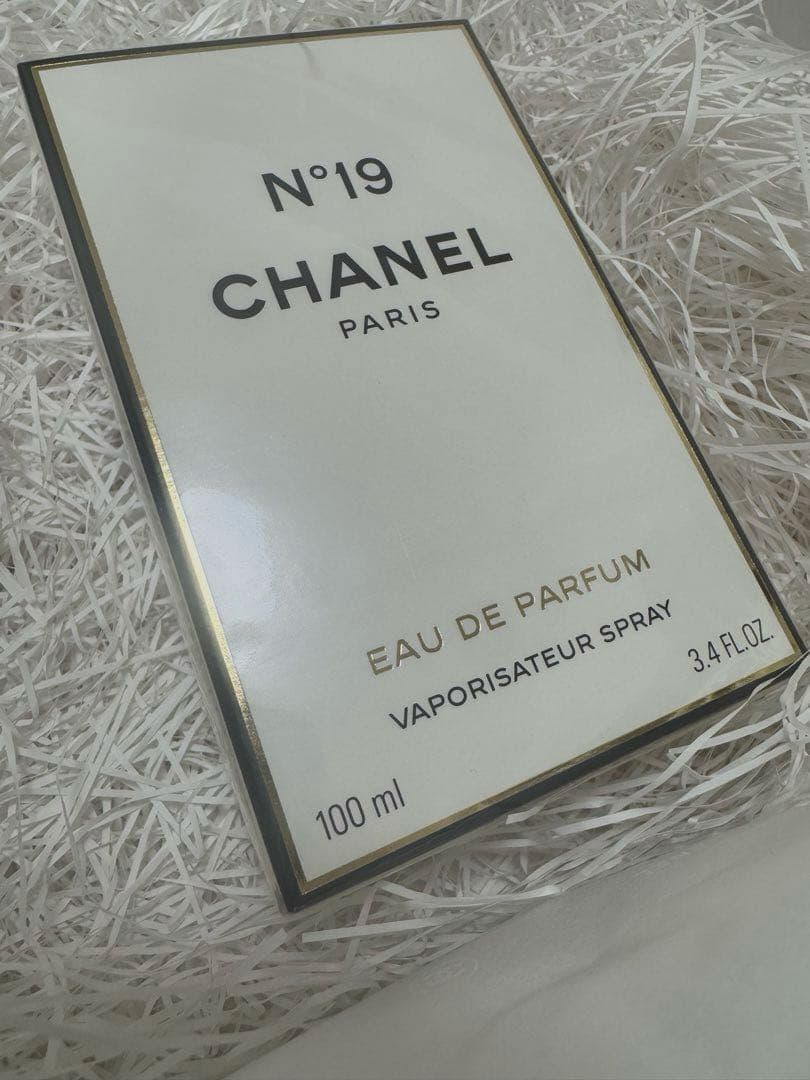 N°19
CHANEL
PARIS
EAU DE PARFUM
VAPORISATEUR SPRAY
100 ml
3.4 FL.OZ.